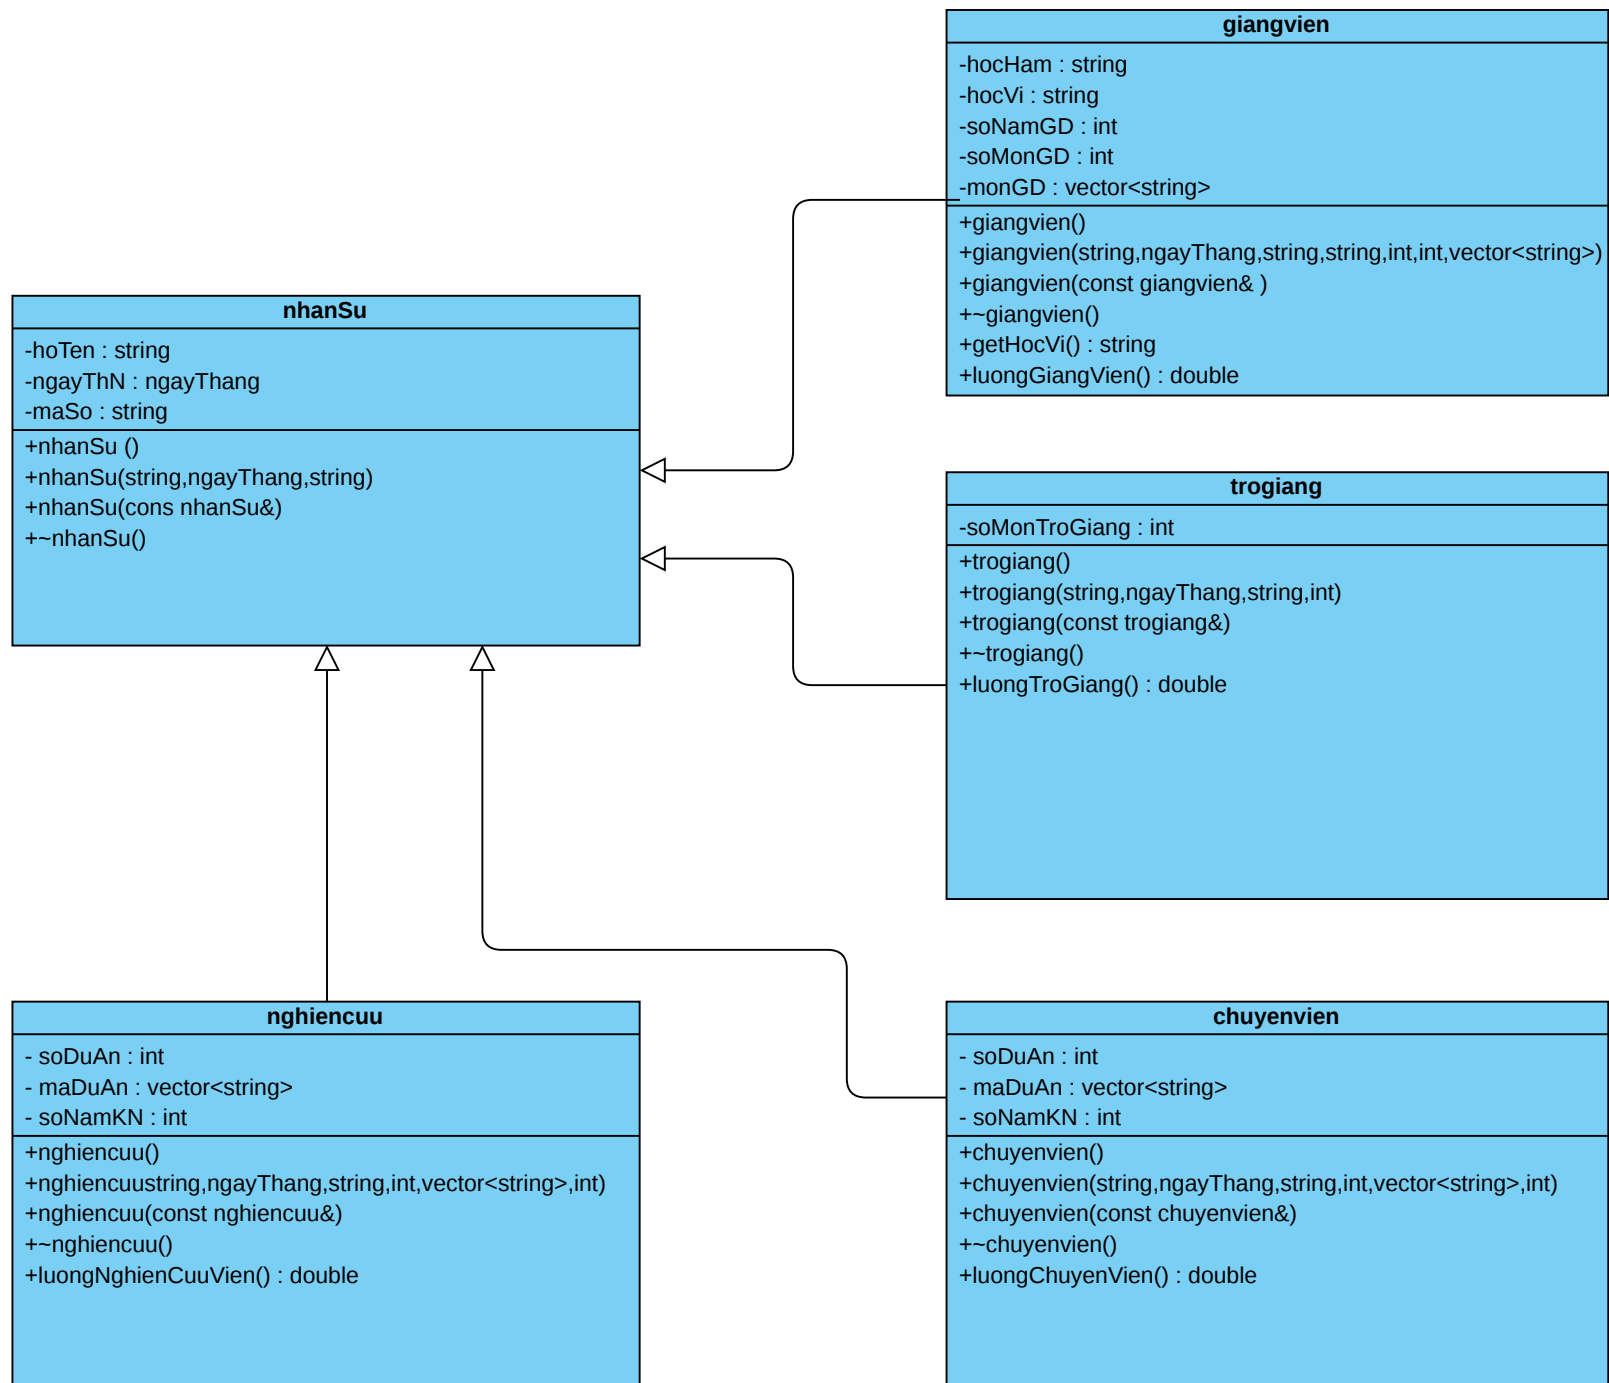 giangvien
-hocHam : string
-hocVi : string
-soNamGD : int
-soMonGD : int
-monGD : vector<string>
+giangvien()
+giangvien(string,ngayThang,string,string,int,int,vector<string>)
+giangvien(const giangvien& )
+~giangvien()
+getHocVi() : string
+luongGiangVien() : double
nhanSu
-hoTen : string
-ngayThN : ngayThang
-maSo : string
+nhanSu ()
+nhanSu(string,ngayThang,string)
+nhanSu(cons nhanSu&)
+~nhanSu()
trogiang
-soMonTroGiang : int
+trogiang()
+trogiang(string,ngayThang,string,int)
+trogiang(const trogiang&)
+~trogiang()
+luongTroGiang() : double
nghiencuu
- soDuAn : int
- maDuAn : vector<string>
- soNamKN : int
+nghiencuu()
+nghiencuustring,ngayThang,string,int,vector<string>,int)
+nghiencuu(const nghiencuu&)
+~nghiencuu()
+luongNghienCuuVien() : double
chuyenvien
- soDuAn : int
- maDuAn : vector<string>
- soNamKN : int
+chuyenvien()
+chuyenvien(string,ngayThang,string,int,vector<string>,int)
+chuyenvien(const chuyenvien&)
+~chuyenvien()
+luongChuyenVien() : double